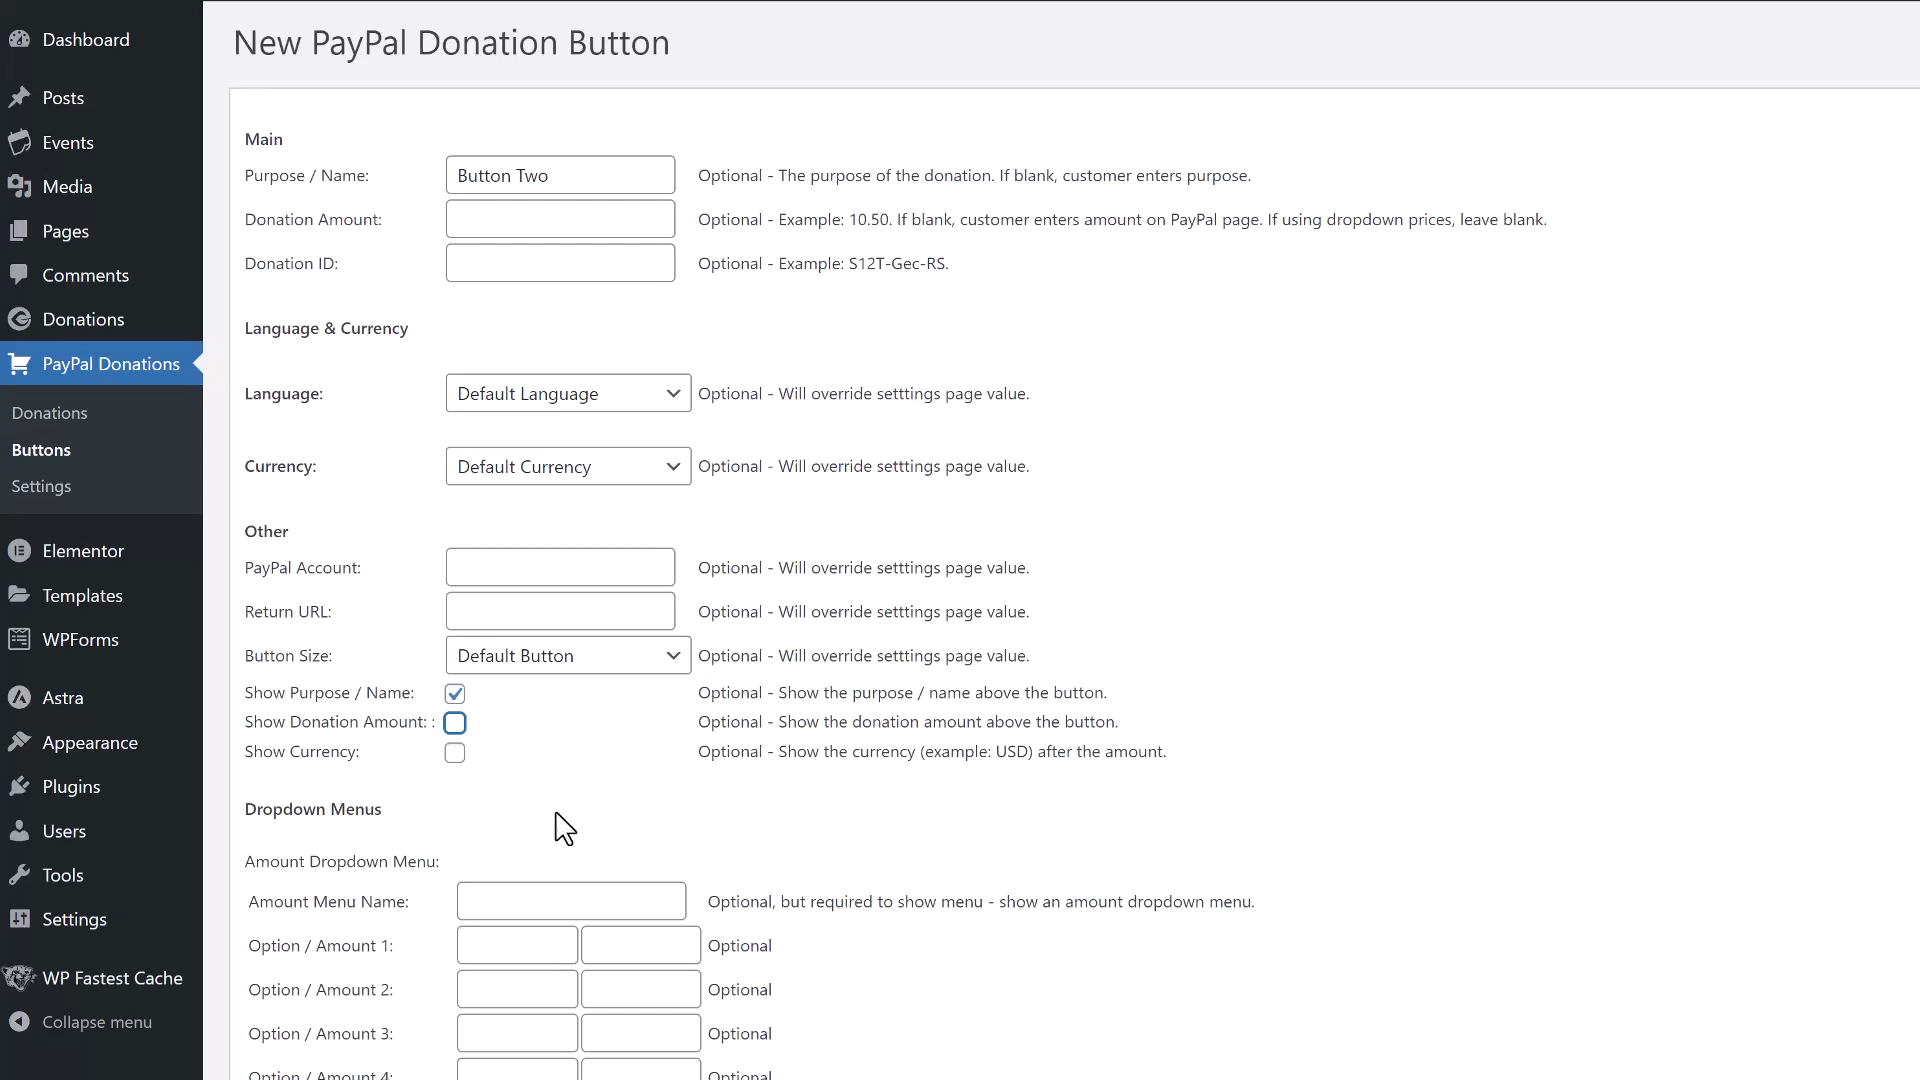 Dashboard
Posts
Events
Media
Pages
Comments
Donations
PayPal Donations
Donations
Buttons
Settings
Elementor
Templates
WPForms
Astra
Appearance
Plugins
Users
Tools
Settings
WP Fastest Cache
Collapse menu
New PayPal Donation Button
Main
Purpose / Name: Button Two Optional - The purpose of the donation. If blank, customer enters purpose.
Donation Amount: Optional - Example: 10.50. If blank, customer enters amount on PayPal page. If using dropdown prices, leave blank.
Donation ID: Optional - Example: S12T-Gec-RS.
Language & Currency
Language: Default Language Optional - Will override setttings page value.
Currency: Default Currency Optional - Will override setttings page value.
Other
PayPal Account: Optional - Will override setttings page value.
Return URL: Optional - Will override setttings page value.
Button Size: Default Button Optional - Will override setttings page value.
Show Purpose / Name: Optional - Show the purpose / name above the button.
Show Donation Amount: : Optional - Show the donation amount above the button.
Show Currency: Optional - Show the currency (example: USD) after the amount.
Dropdown Menus
Amount Dropdown Menu:
Amount Menu Name: Optional, but required to show menu - show an amount dropdown menu.
Option / Amount 1: Optional
Option / Amount 2: Optional
Option / Amount 3: Optional
Option / Amount 4: Optional